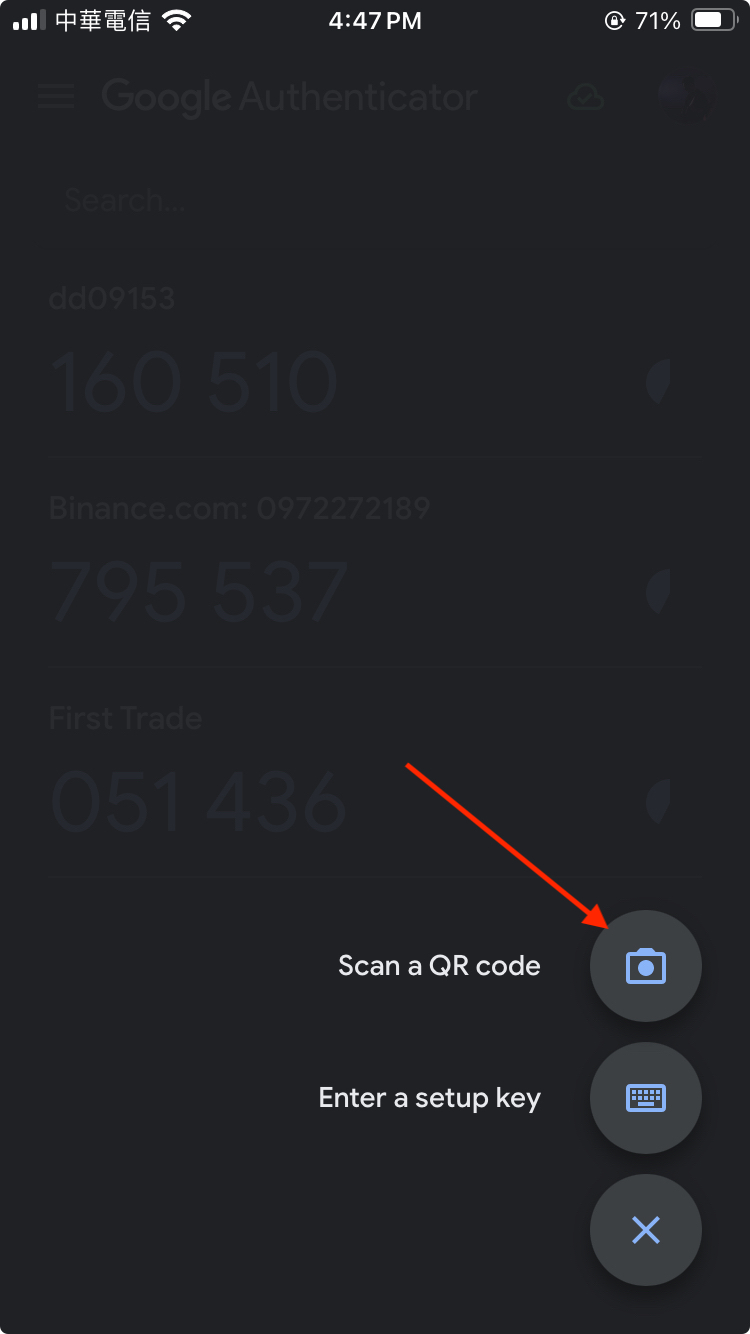 中華電信 4:47 PM 71%
Google Authenticator
Search...
dd09153
160 510
Binance.com: 0972272189
795 537
First Trade
051 436
Scan a QR code
Enter a setup key